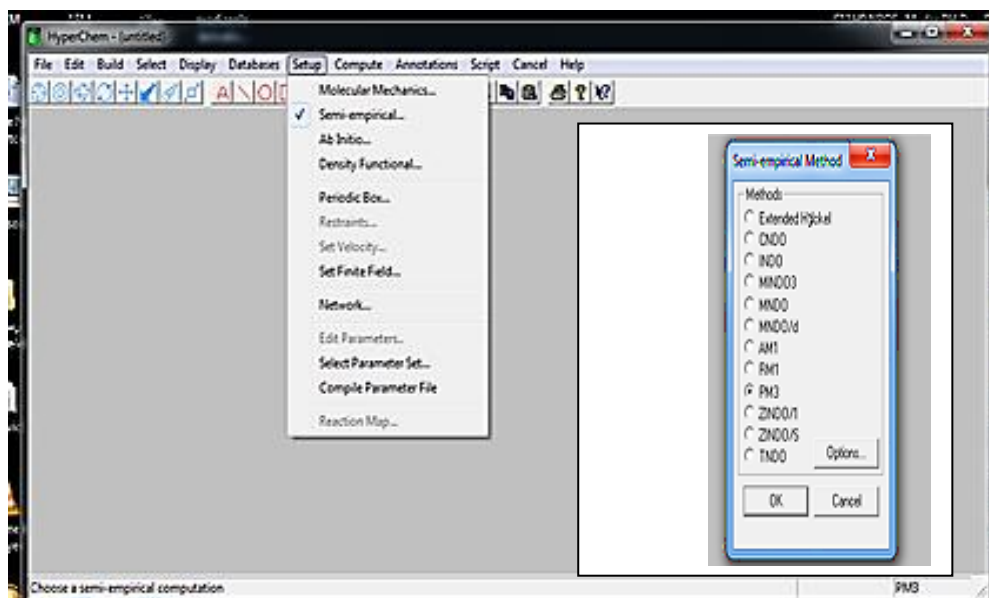 HyperChem - (untitled)
File Edit Build Select Display Databases Setup Compute Annotations Script Cancel Help
Molecular Mechanics...
Semi-empirical...
Ab Initio...
Density Functional...
Periodic Box...
Restraints...
Set Velocity...
Set Finite Field...
Network...
Edit Parameters...
Select Parameter Set...
Compile Parameter File
Reaction Map...
Semi-empirical Method
Methods
Extended Hückel
CNDO
INDO
MINDO3
MNDO
MNDO/d
AM1
RM1
PM3
ZINDO/1
ZINDO/S
TNDO Options...
OK Cancel
Choose a semi-empirical computation PM3